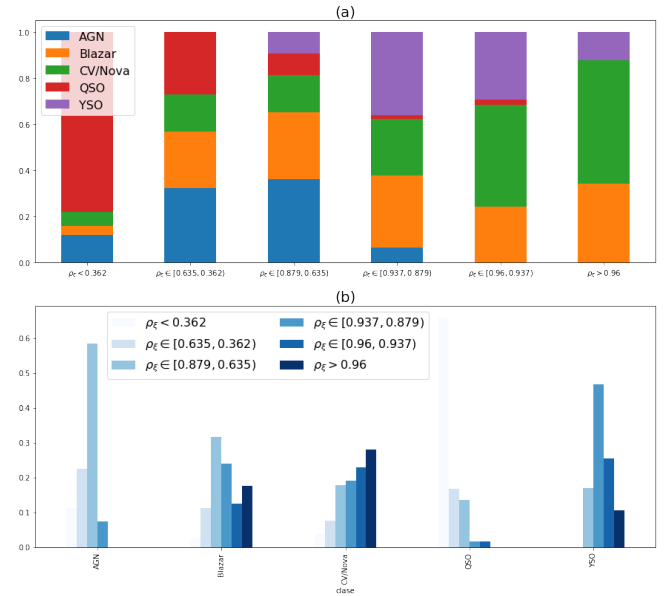 (a)
AGN
Blazar
CV/Nova
QSO
YSO
1.0
0.8
0.6
0.4
0.2
0.0
ρξ < 0.362
ρξ ∈ [0.635, 0.362)
ρξ ∈ [0.879, 0.635)
ρξ ∈ [0.937, 0.879)
ρξ ∈ [0.96, 0.937)
ρξ > 0.96
(b)
ρξ < 0.362
ρξ ∈ [0.635, 0.362)
ρξ ∈ [0.879, 0.635)
ρξ ∈ [0.937, 0.879)
ρξ ∈ [0.96, 0.937)
ρξ > 0.96
0.6
0.5
0.4
0.3
0.2
0.1
0.0
AGN
Blazar
CV/Nova
QSO
YSO
clase